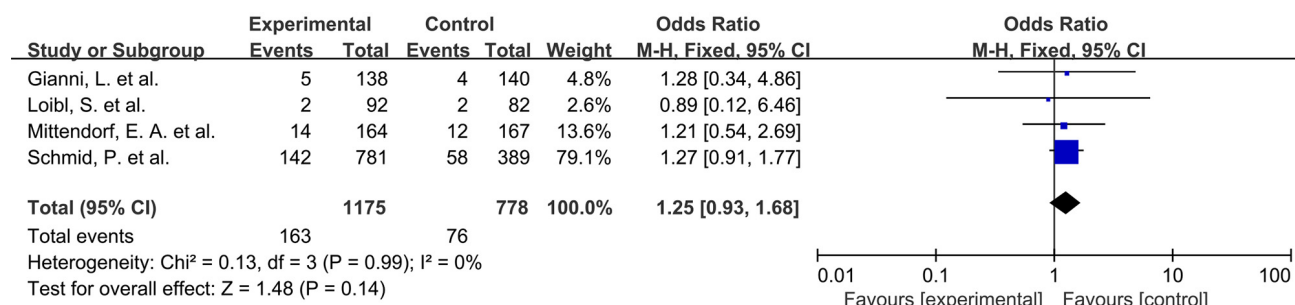 Experimental Control Odds Ratio Odds Ratio
Study or Subgroup Events Total Events Total Weight M-H, Fixed, 95% CI M-H, Fixed, 95% CI
Gianni, L. et al. 5 138 4 140 4.8% 1.28 [0.34, 4.86]
Loibl, S. et al. 2 92 2 82 2.6% 0.89 [0.12, 6.46]
Mittendorf, E. A. et al. 14 164 12 167 13.6% 1.21 [0.54, 2.69]
Schmid, P. et al. 142 781 58 389 79.1% 1.27 [0.91, 1.77]
Total (95% CI) 1175 778 100.0% 1.25 [0.93, 1.68]
Total events 163 76
Heterogeneity: Chi² = 0.13, df = 3 (P = 0.99); I² = 0%
Test for overall effect: Z = 1.48 (P = 0.14)
0.01 0.1 1 10 100
Favours [experimental] Favours [control]